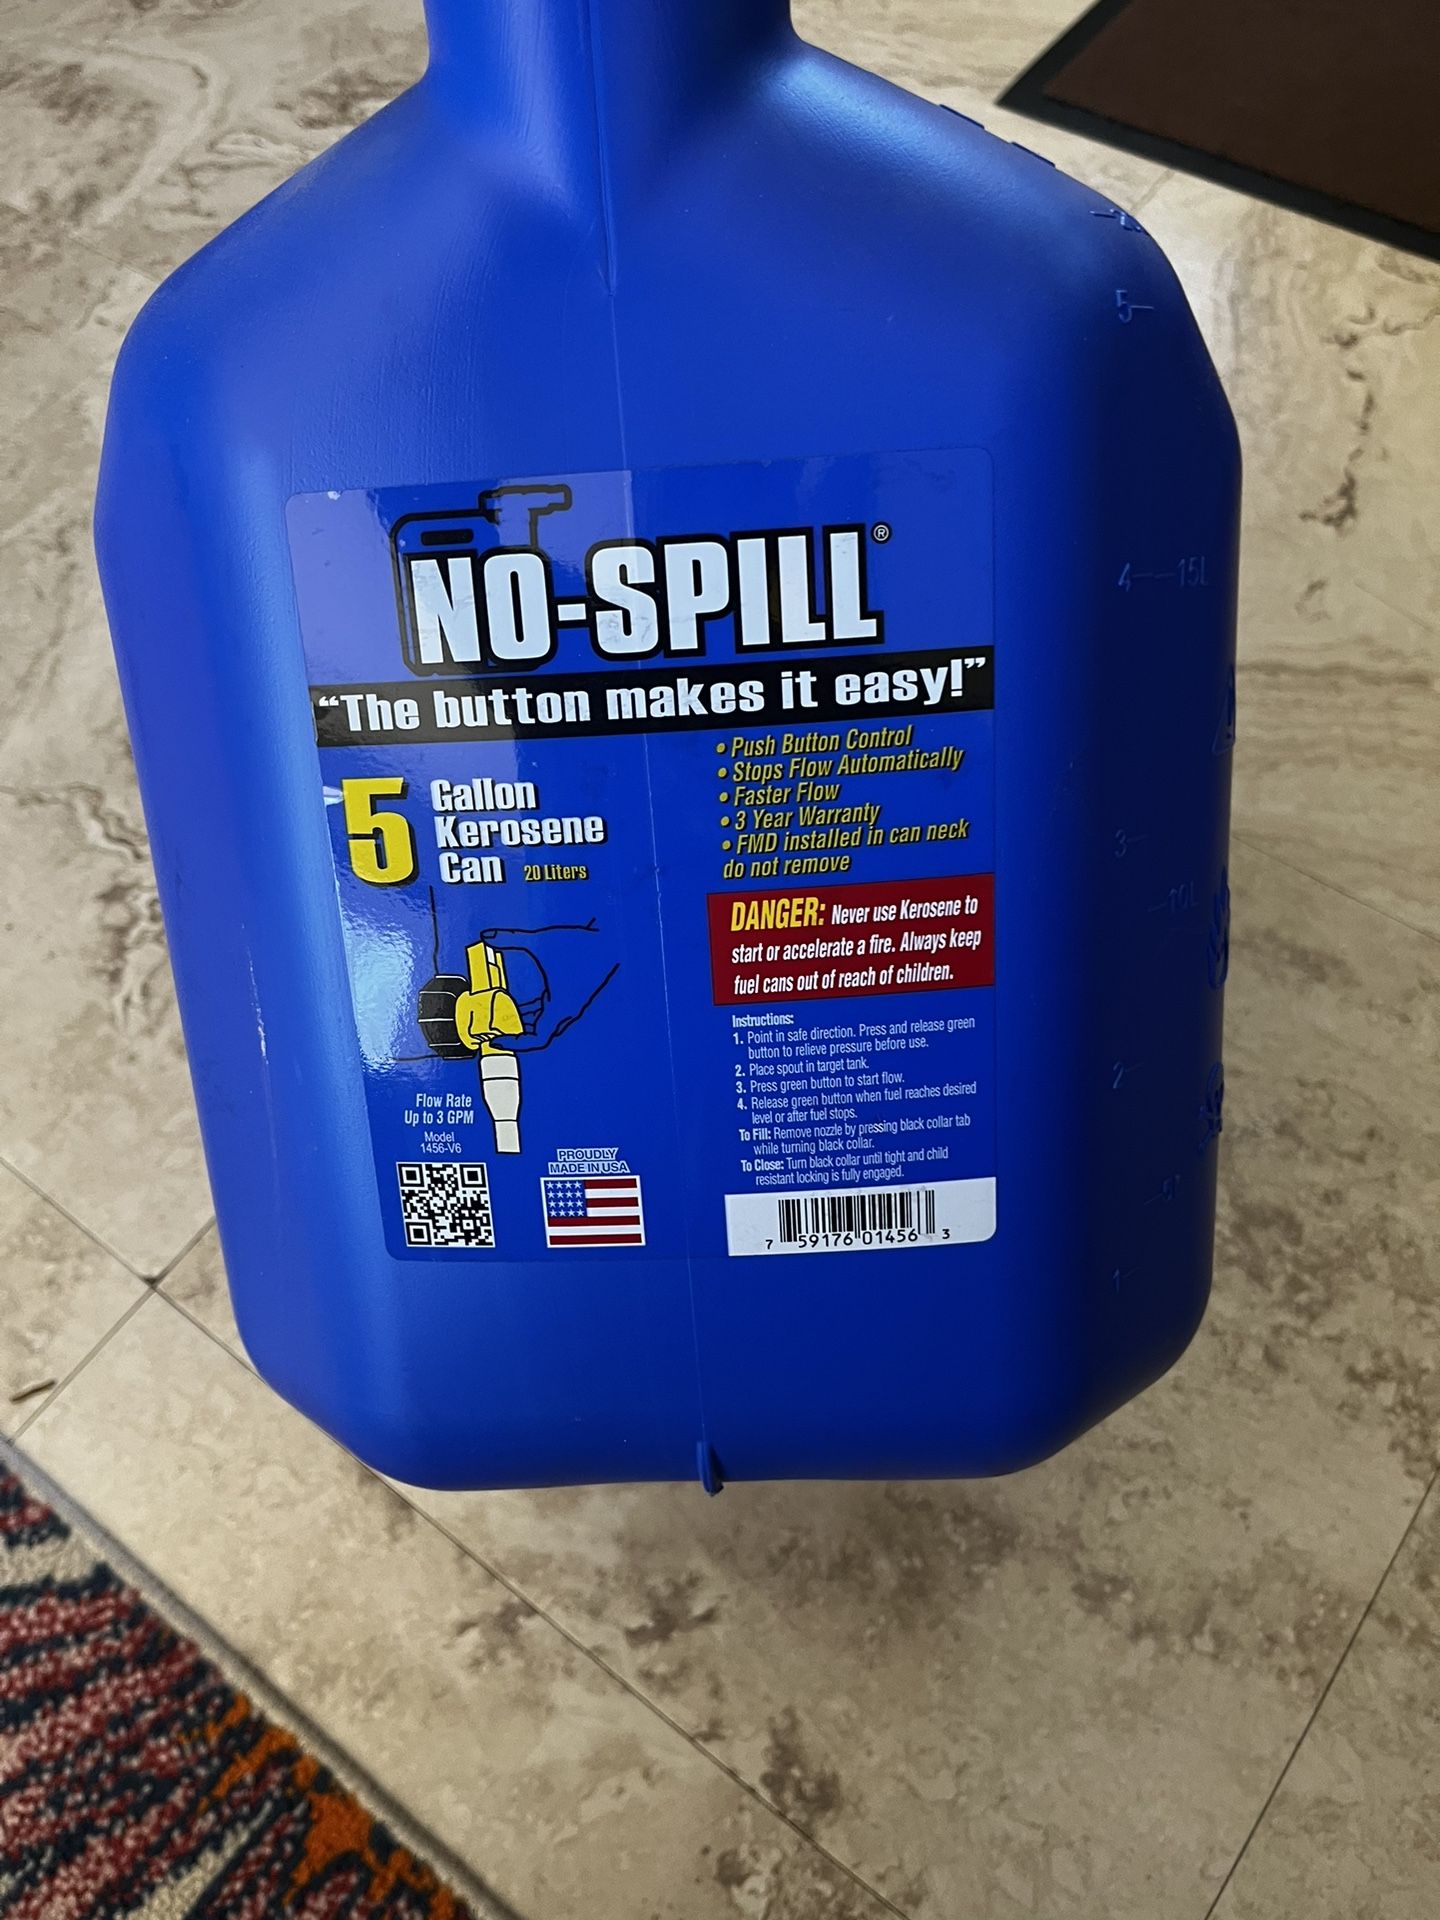 NO-SPILL®
“The button makes it easy!”
5 Gallon
Kerosene
Can 20 Liters
• Push Button Control
• Stops Flow Automatically
• Faster Flow
• 3 Year Warranty
• FMD installed in can neck
do not remove
DANGER: Never use Kerosene to
start or accelerate a fire. Always keep
fuel cans out of reach of children.
Instructions:
1. Point in safe direction. Press and release green
button to relieve pressure before use.
2. Place spout in target tank.
3. Press green button to start flow.
4. Release green button when fuel reaches desired
level or after fuel stops.
To Fill: Remove nozzle by pressing black collar tab
while turning black collar.
To Close: Turn black collar until tight and child
resistant locking is fully engaged.
Flow Rate
Up to 3 GPM
Model
1456-V6
PROUDLY
MADE IN USA
7 59176 01456 3
5
4 15L
3
10L
2
1